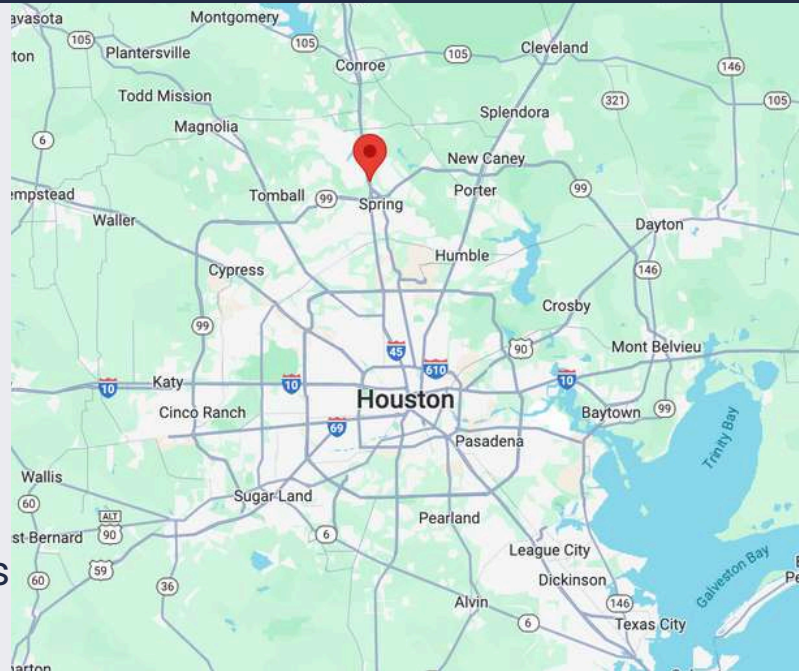 avasota
Montgomery
105
105
Plantersville
ton
Conroe
105
Cleveland
146
Todd Mission
321
105
Splendora
Magnolia
6
New Caney
empstead
Tomball
99
Spring
Porter
99
Waller
Dayton
Humble
Cypress
146
Crosby
99
45
90
Mont Belvieu
610
10
Katy
10
10
Houston
Cinco Ranch
69
Baytown
99
Pasadena
Trinity Bay
Wallis
Sugar Land
60
ALT
90
Pearland
6
st Bernard
League City
Galveston Bay
s
60
59
36
Dickinson
Pe
Alvin
146
6
Texas City
arton